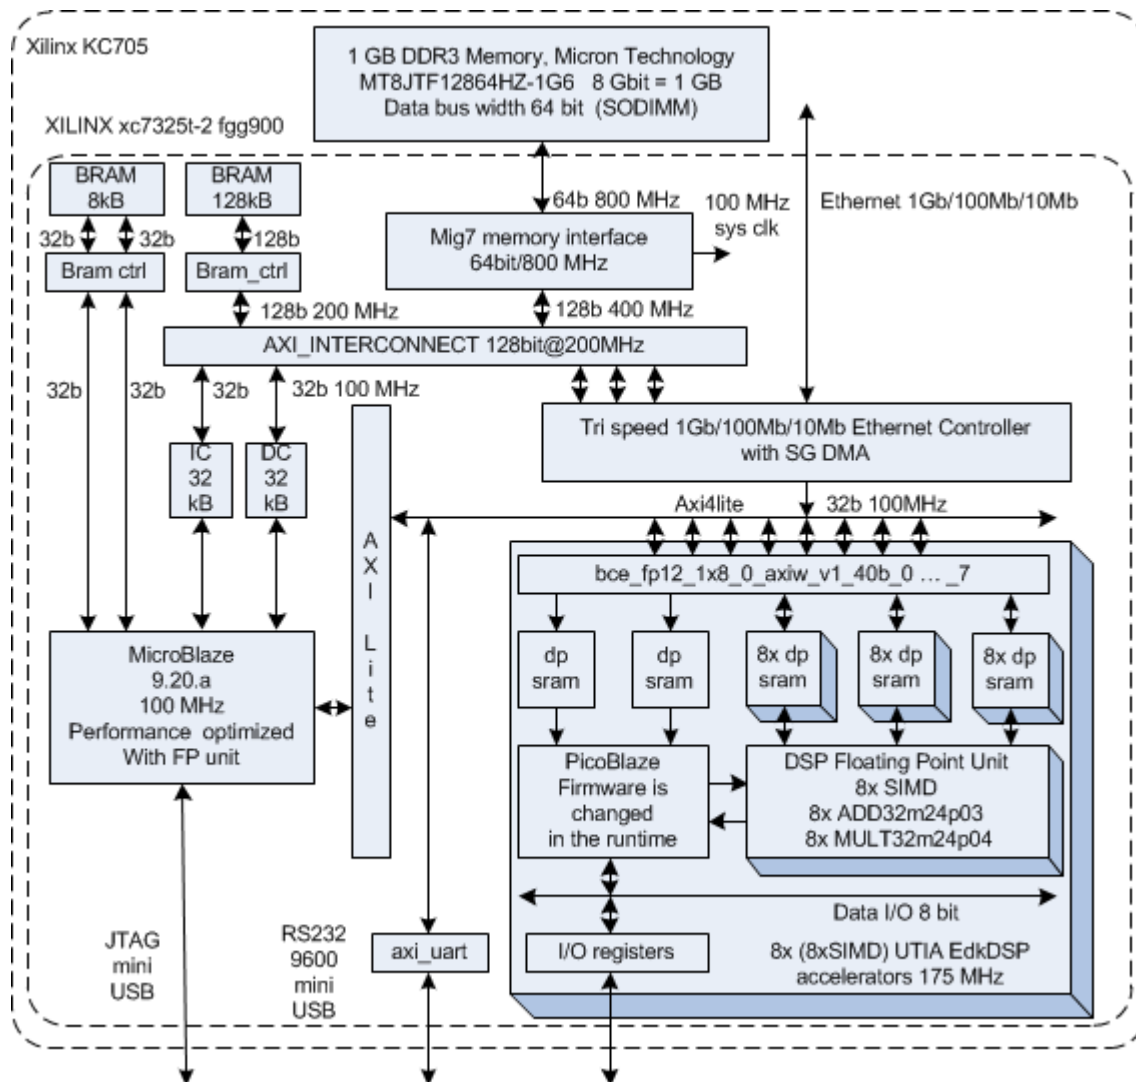 Xilinx KC705
1 GB DDR3 Memory, Micron Technology
MT8JTF12864HZ-1G6 8 Gbit = 1 GB
Data bus width 64 bit (SODIMM)
XILINX xc7325t-2 fgg900
BRAM
8kB
BRAM
128kB
64b 800 MHz
100 MHz
sys clk
Ethernet 1Gb/100Mb/10Mb
32b
32b
128b
Mig7 memory interface
64bit/800 MHz
Bram ctrl
Bram_ctrl
128b 200 MHz
128b 400 MHz
AXI_INTERCONNECT 128bit@200MHz
32b
32b
32b
32b 100 MHz
Tri speed 1Gb/100Mb/10Mb Ethernet Controller
with SG DMA
IC
32
kB
DC
32
kB
Axi4lite
32b 100MHz
A
X
I
L
i
t
e
bce_fp12_1x8_0_axiw_v1_40b_0 ... _7
MicroBlaze
9.20.a
100 MHz
Performance optimized
With FP unit
dp
sram
dp
sram
8x dp
sram
8x dp
sram
8x dp
sram
PicoBlaze
Firmware is
changed
in the runtime
DSP Floating Point Unit
8x SIMD
8x ADD32m24p03
8x MULT32m24p04
Data I/O 8 bit
JTAG
mini
USB
RS232
9600
mini
USB
axi_uart
I/O registers
8x (8xSIMD) UTIA EdkDSP
accelerators 175 MHz